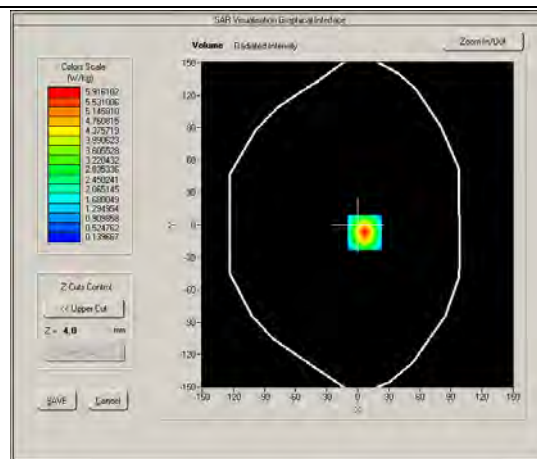 SAR Visualisation Graphical Interface
Volume Radiated Intensity
Zoom In/Out
Colors Scale
(W/kg)
5.916102
5.531006
5.145910
4.760815
4.375719
3.990623
3.605528
3.220432
2.835336
2.450241
2.065145
1.680049
1.294954
0.909858
0.524762
0.139667
Z Cuts Control
<< Upper Cut
Z = 4.0 mm
SAVE
Cancel
150
120
90
60
30
0
-30
-60
-90
-120
-150
Y
-150 -120 -90 -60 -30 0 30 60 90 120 150
X